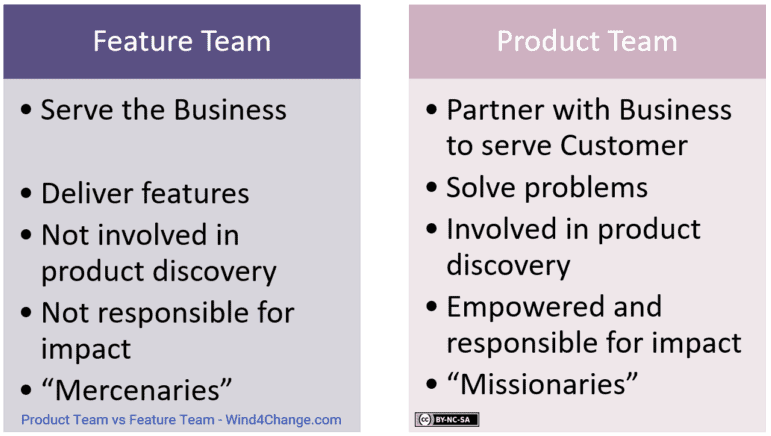 Feature Team
• Serve the Business
• Deliver features
• Not involved in
product discovery
• Not responsible for
impact
• “Mercenaries”
Product Team vs Feature Team - Wind4Change.com
Product Team
• Partner with Business
to serve Customer
• Solve problems
• Involved in product
discovery
• Empowered and
responsible for impact
• “Missionaries”
cc BY-NC-SA